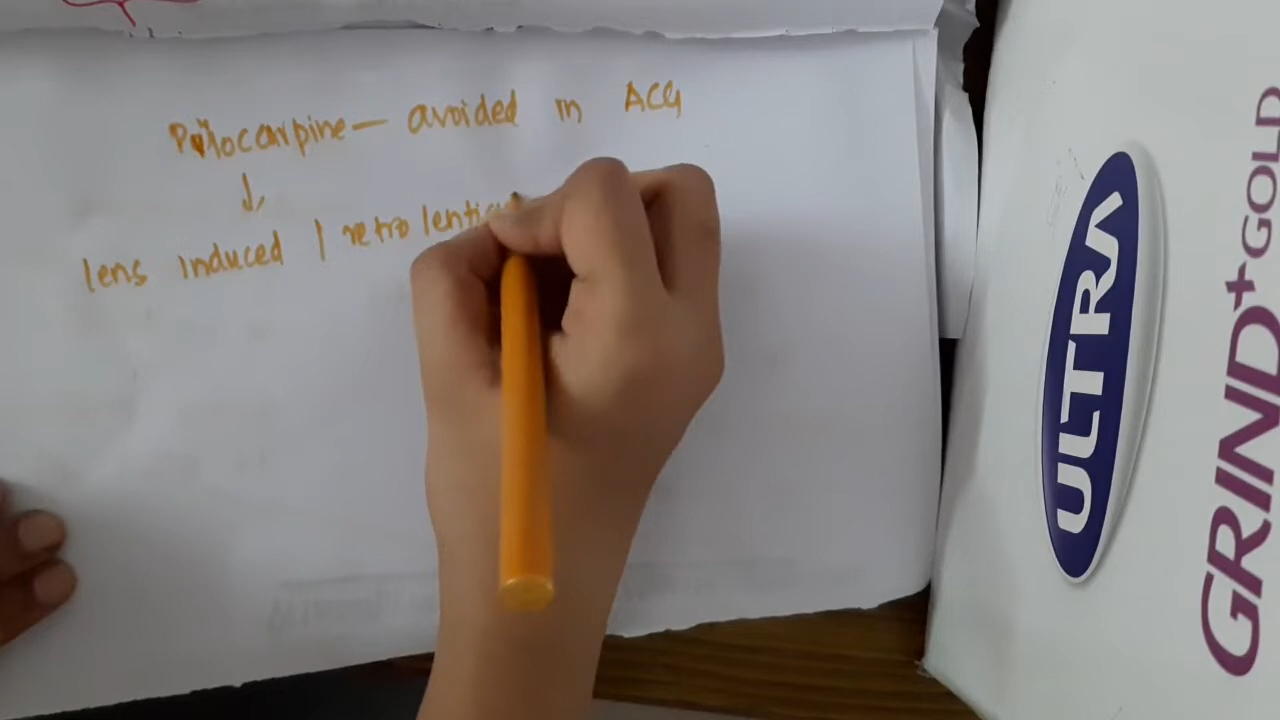 Pilocarpine — avoided in ACG
↓
lens induced | retro lentic
ULTRA
GRIND+GOLD